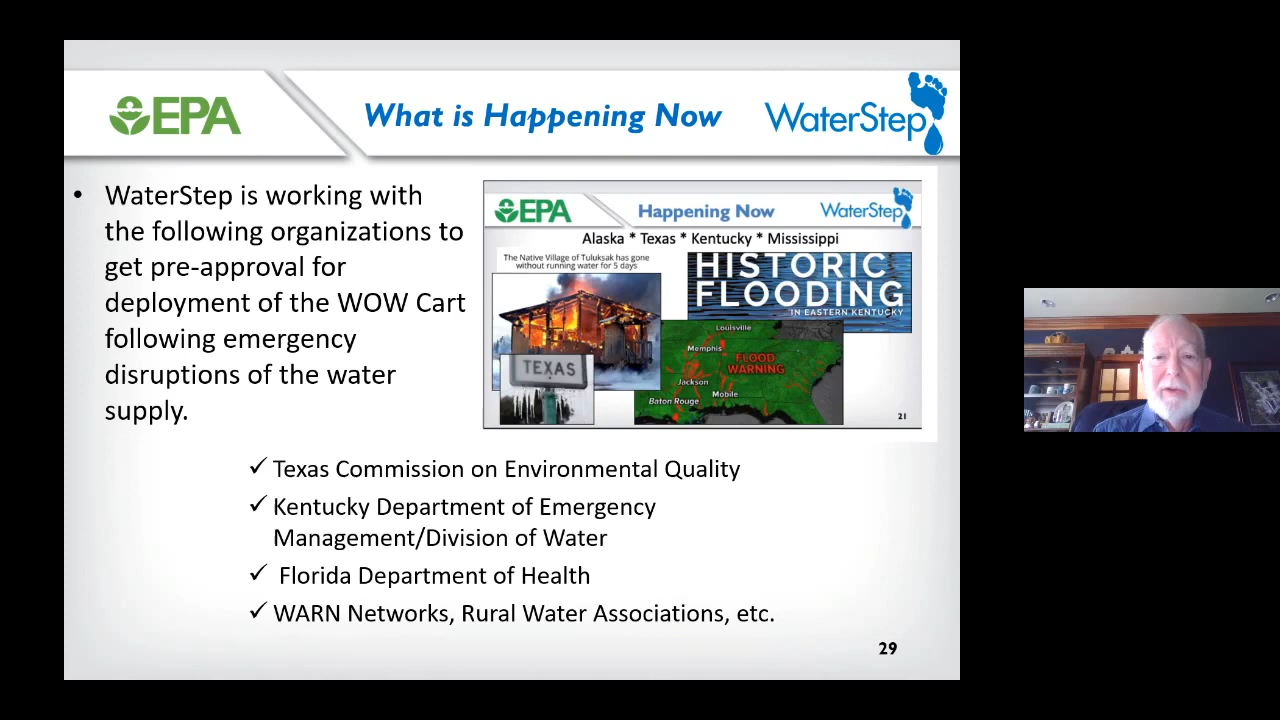 EPA
What is Happening Now
WaterStep
• WaterStep is working with
the following organizations to
get pre-approval for
deployment of the WOW Cart
following emergency
disruptions of the water
supply.
EPA
Happening Now
WaterStep
Alaska * Texas * Kentucky * Mississippi
The Native Village of Tuluksak has gone
without running water for 5 days
HISTORIC
FLOODING
IN EASTERN KENTUCKY
TEXAS
Louisville
Memphis
FLOOD
WARNING
Jackson
Mobile
Baton Rouge
21
✓ Texas Commission on Environmental Quality
✓ Kentucky Department of Emergency
Management/Division of Water
✓ Florida Department of Health
✓ WARN Networks, Rural Water Associations, etc.
29